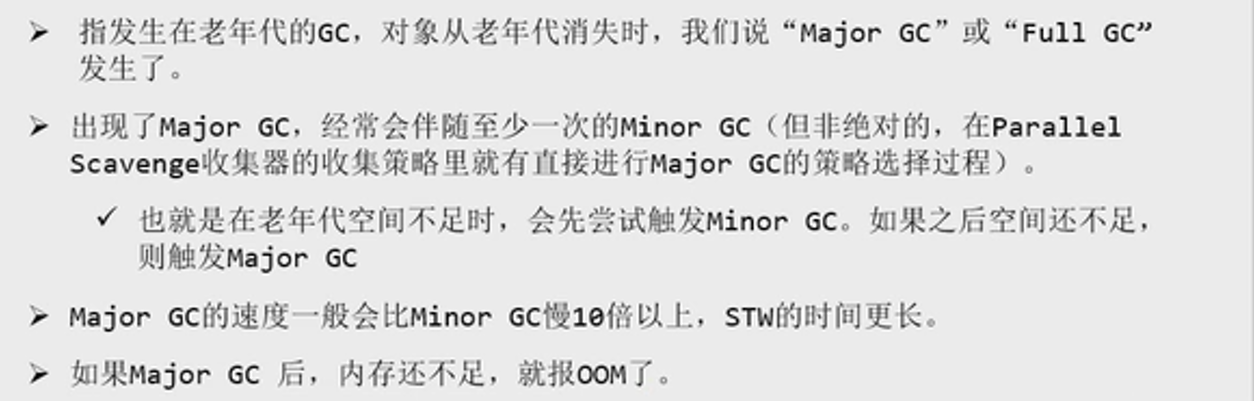 ➤ 指发生在老年代的GC，对象从老年代消失时，我们说“Major GC”或“Full GC”
发生了。
➤ 出现了Major GC，经常会伴随至少一次的Minor GC（但非绝对的，在Parallel
Scavenge收集器的收集策略里就有直接进行Major GC的策略选择过程）。
✓ 也就是在老年代空间不足时，会先尝试触发Minor GC。如果之后空间还不足，
则触发Major GC
➤ Major GC的速度一般会比Minor GC慢10倍以上，STW的时间更长。
➤ 如果Major GC 后，内存还不足，就报OOM了。